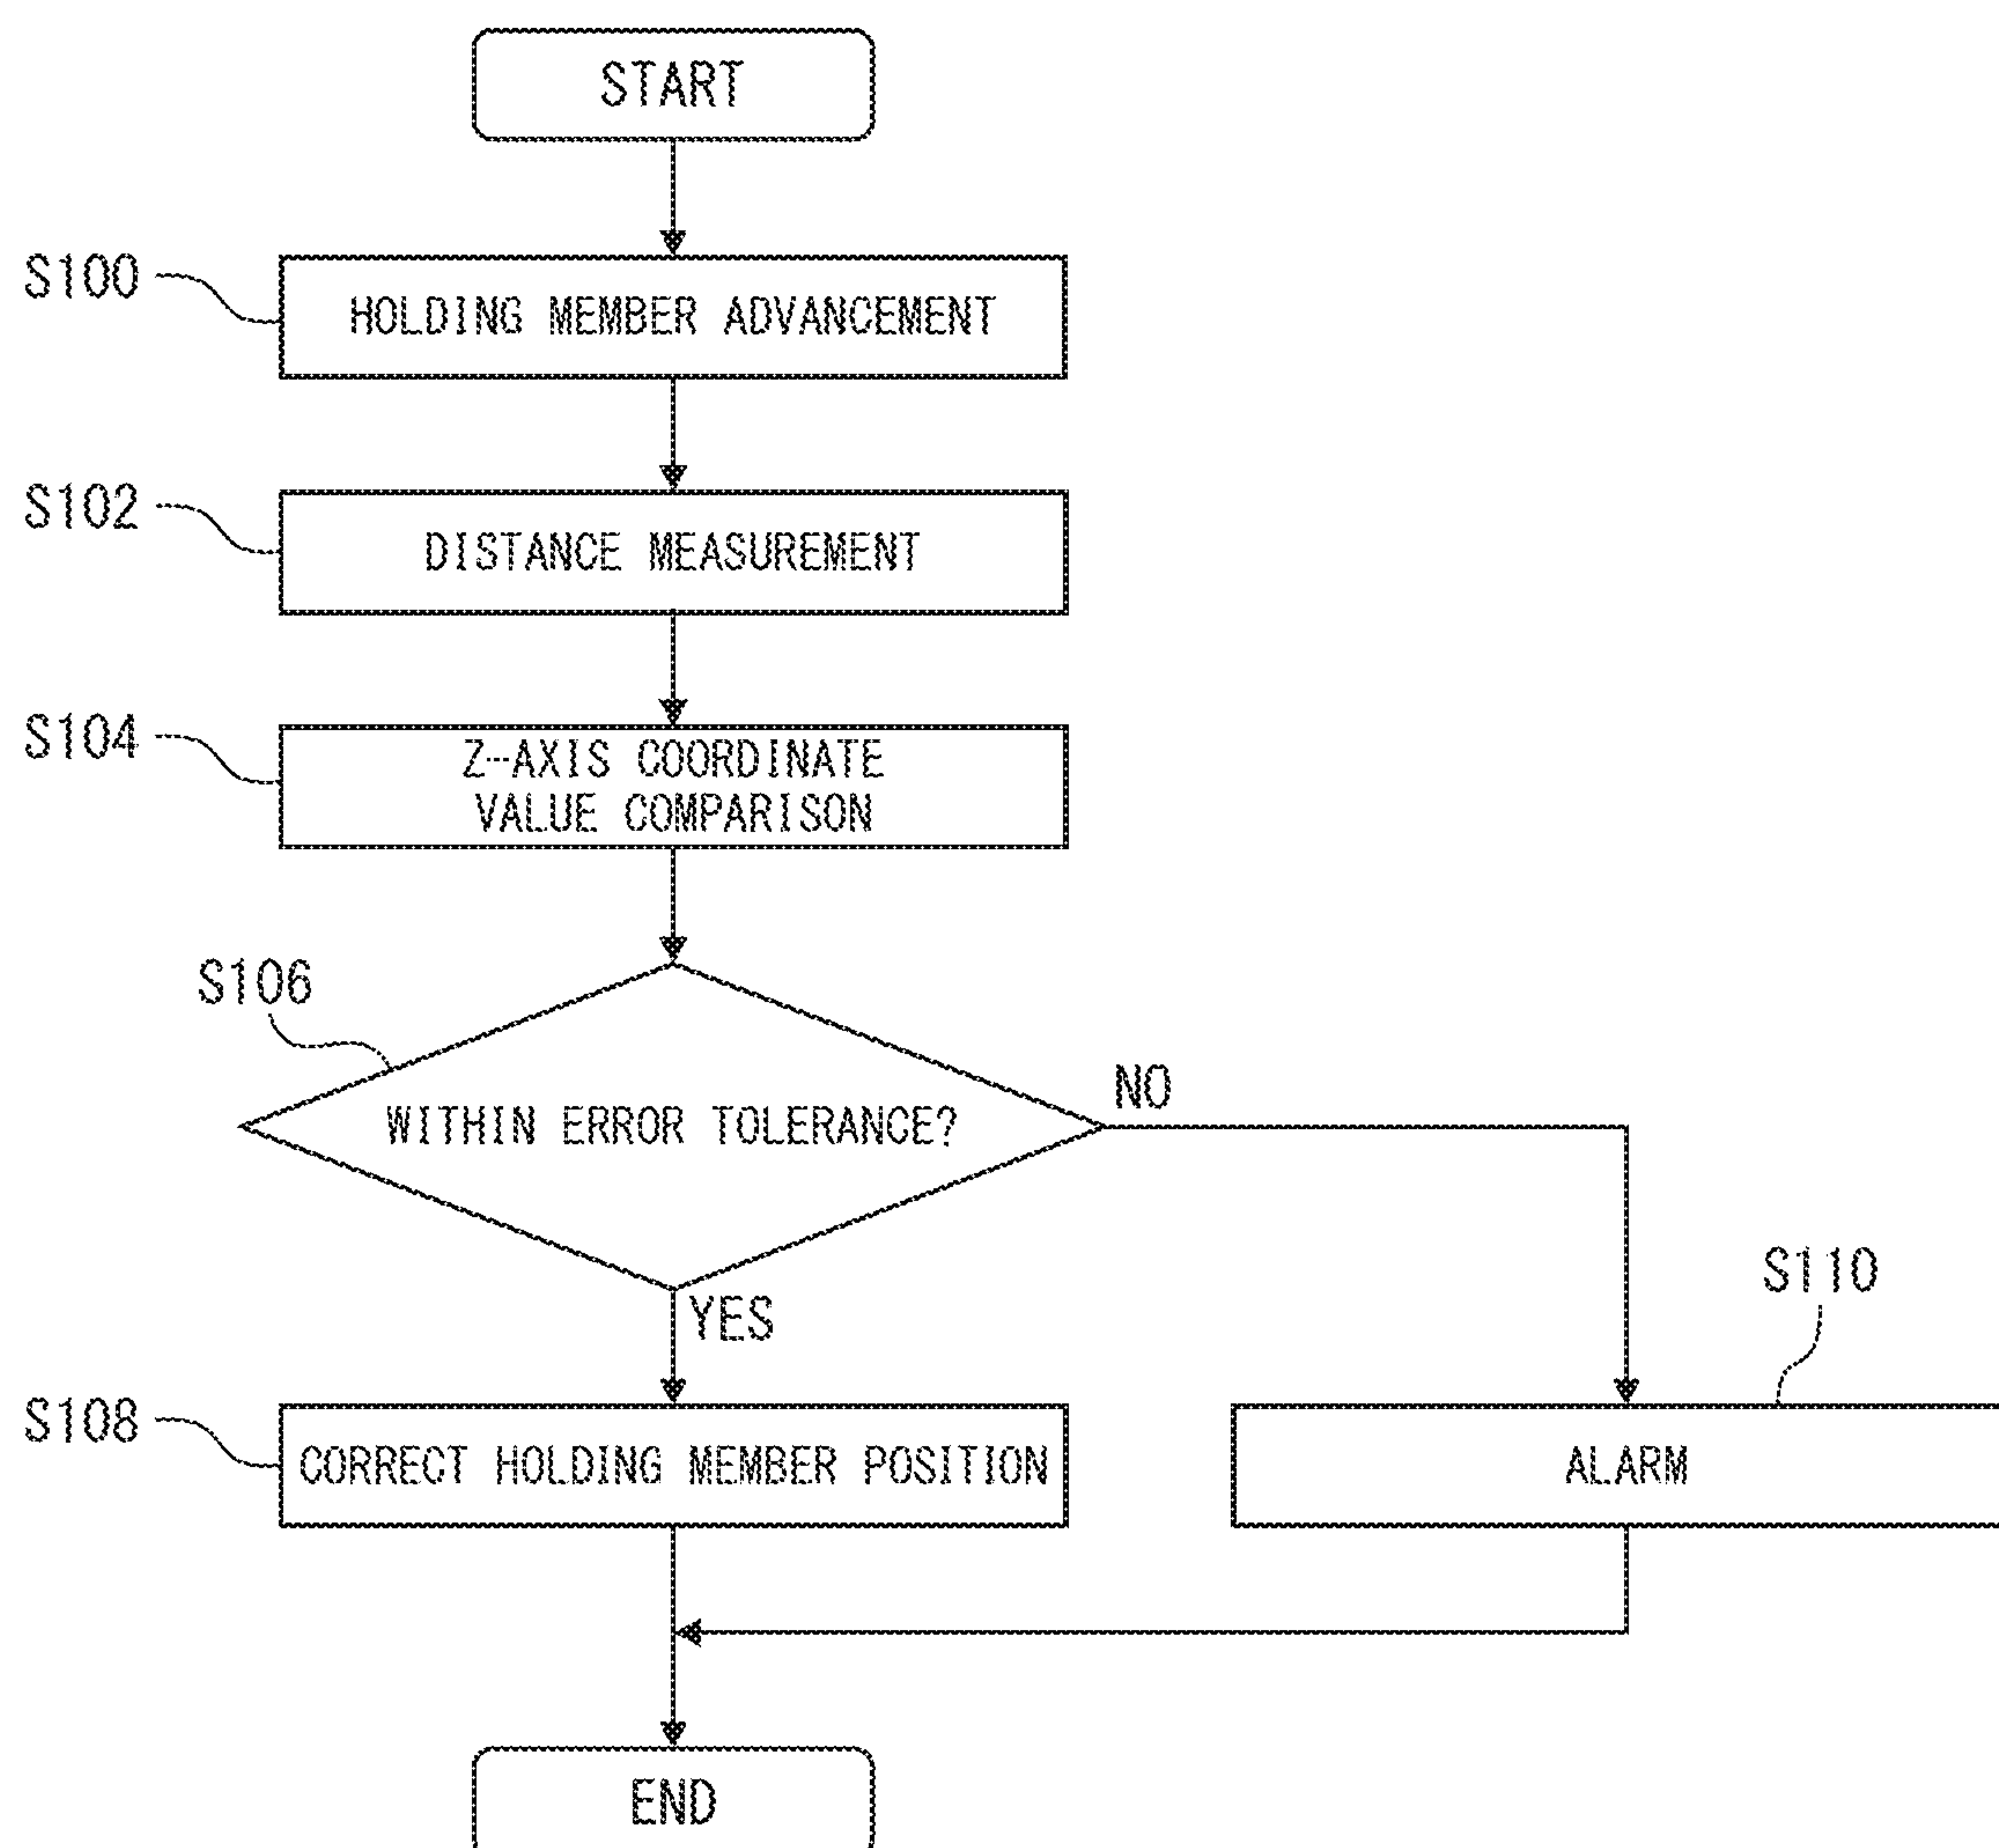 START
S100
HOLDING MEMBER ADVANCEMENT
S102
DISTANCE MEASUREMENT
S104
Z-AXIS COORDINATE
VALUE COMPARISON
S106
WITHIN ERROR TOLERANCE?
NO
YES
S110
S108
CORRECT HOLDING MEMBER POSITION
ALARM
END